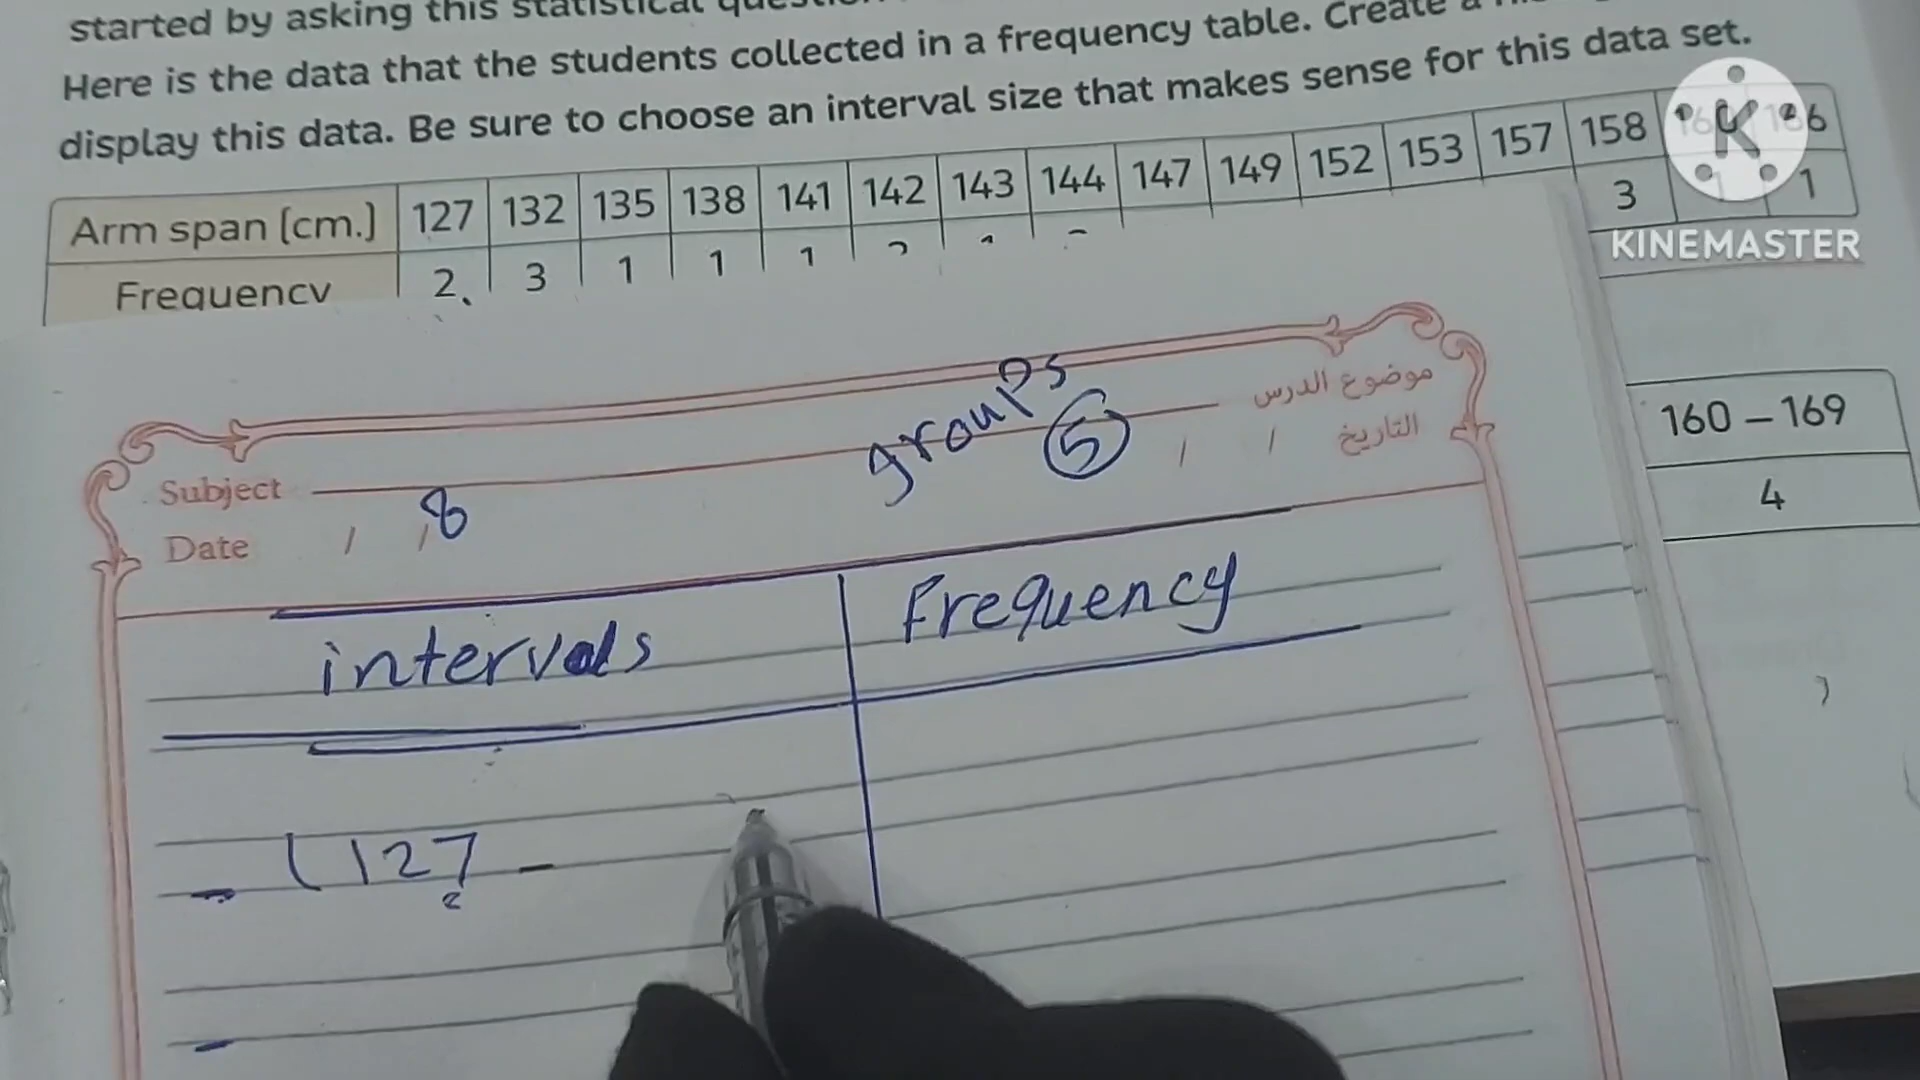 started by asking this statistical
Here is the data that the students collected in a frequency table. Create a
display this data. Be sure to choose an interval size that makes sense for this data set.
Arm span (cm.) 127 132 135 138 141 142 143 144 147 149 152 153 157 158
Frequency 2 3 1 1 1 3 1 1
KINEMASTER
160 – 169
4
groups
5
موضوع الدرس
التاريخ / /
Subject
Date / / 8
intervals Frequency
- ( 127 -
-